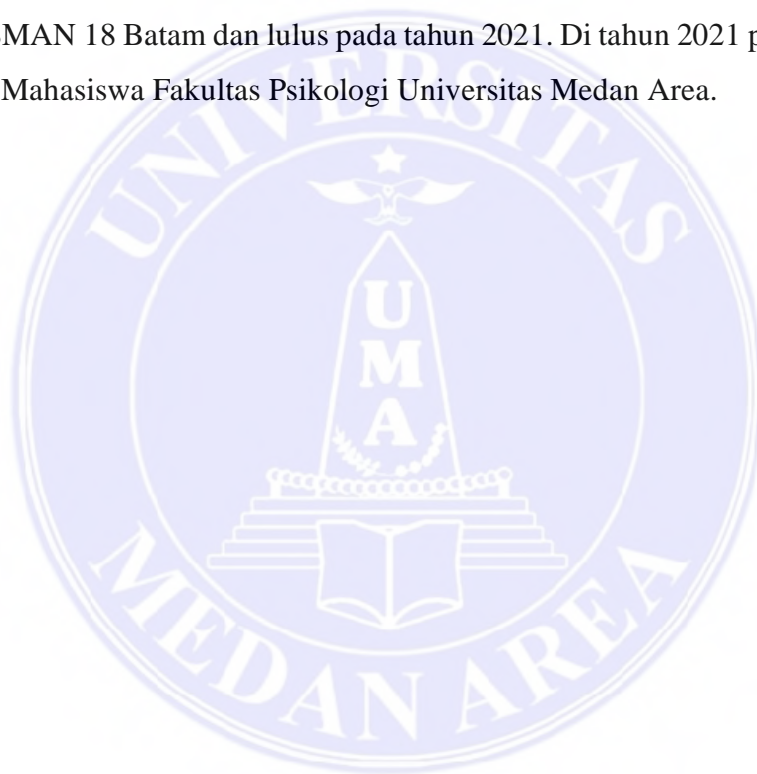 SMAN 18 Batam dan lulus pada tahun 2021. Di tahun 2021 p
Mahasiswa Fakultas Psikologi Universitas Medan Area.
UNIVERSITAS
U
M
A
MEDAN AREA